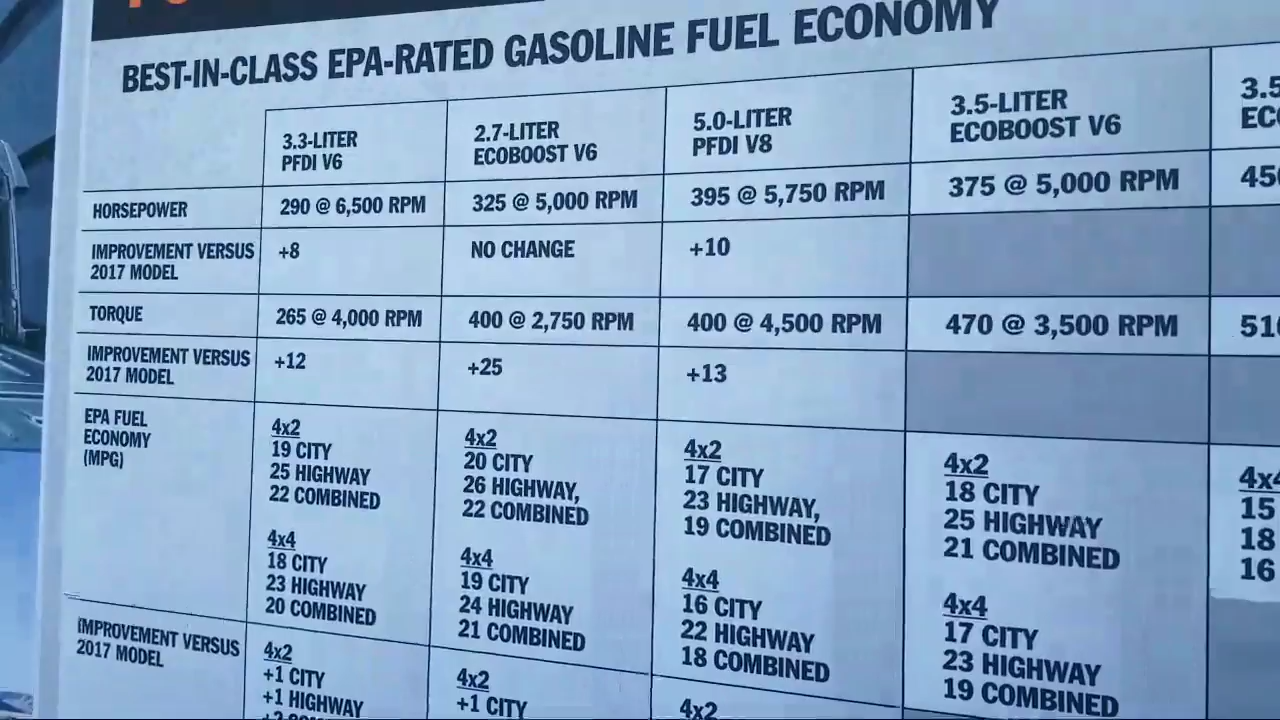 BEST-IN-CLASS EPA-RATED GASOLINE FUEL ECONOMY
3.3-LITER
PFDI V6
2.7-LITER
ECOBOOST V6
5.0-LITER
PFDI V8
3.5-LITER
ECOBOOST V6
HORSEPOWER
290 @ 6,500 RPM
325 @ 5,000 RPM
395 @ 5,750 RPM
375 @ 5,000 RPM
IMPROVEMENT VERSUS
2017 MODEL
+8
NO CHANGE
+10
TORQUE
265 @ 4,000 RPM
400 @ 2,750 RPM
400 @ 4,500 RPM
470 @ 3,500 RPM
IMPROVEMENT VERSUS
2017 MODEL
+12
+25
+13
EPA FUEL
ECONOMY
(MPG)
4x2
19 CITY
25 HIGHWAY
22 COMBINED
4x4
18 CITY
23 HIGHWAY
20 COMBINED
4x2
20 CITY
26 HIGHWAY,
22 COMBINED
4x4
19 CITY
24 HIGHWAY
21 COMBINED
4x2
17 CITY
23 HIGHWAY,
19 COMBINED
4x4
16 CITY
22 HIGHWAY
18 COMBINED
4x2
18 CITY
25 HIGHWAY
21 COMBINED
4x4
17 CITY
23 HIGHWAY
19 COMBINED
15
18
16
IMPROVEMENT VERSUS
2017 MODEL
4x2
+1 CITY
+1 HIGHWAY
4x2
+1 CITY
4x2